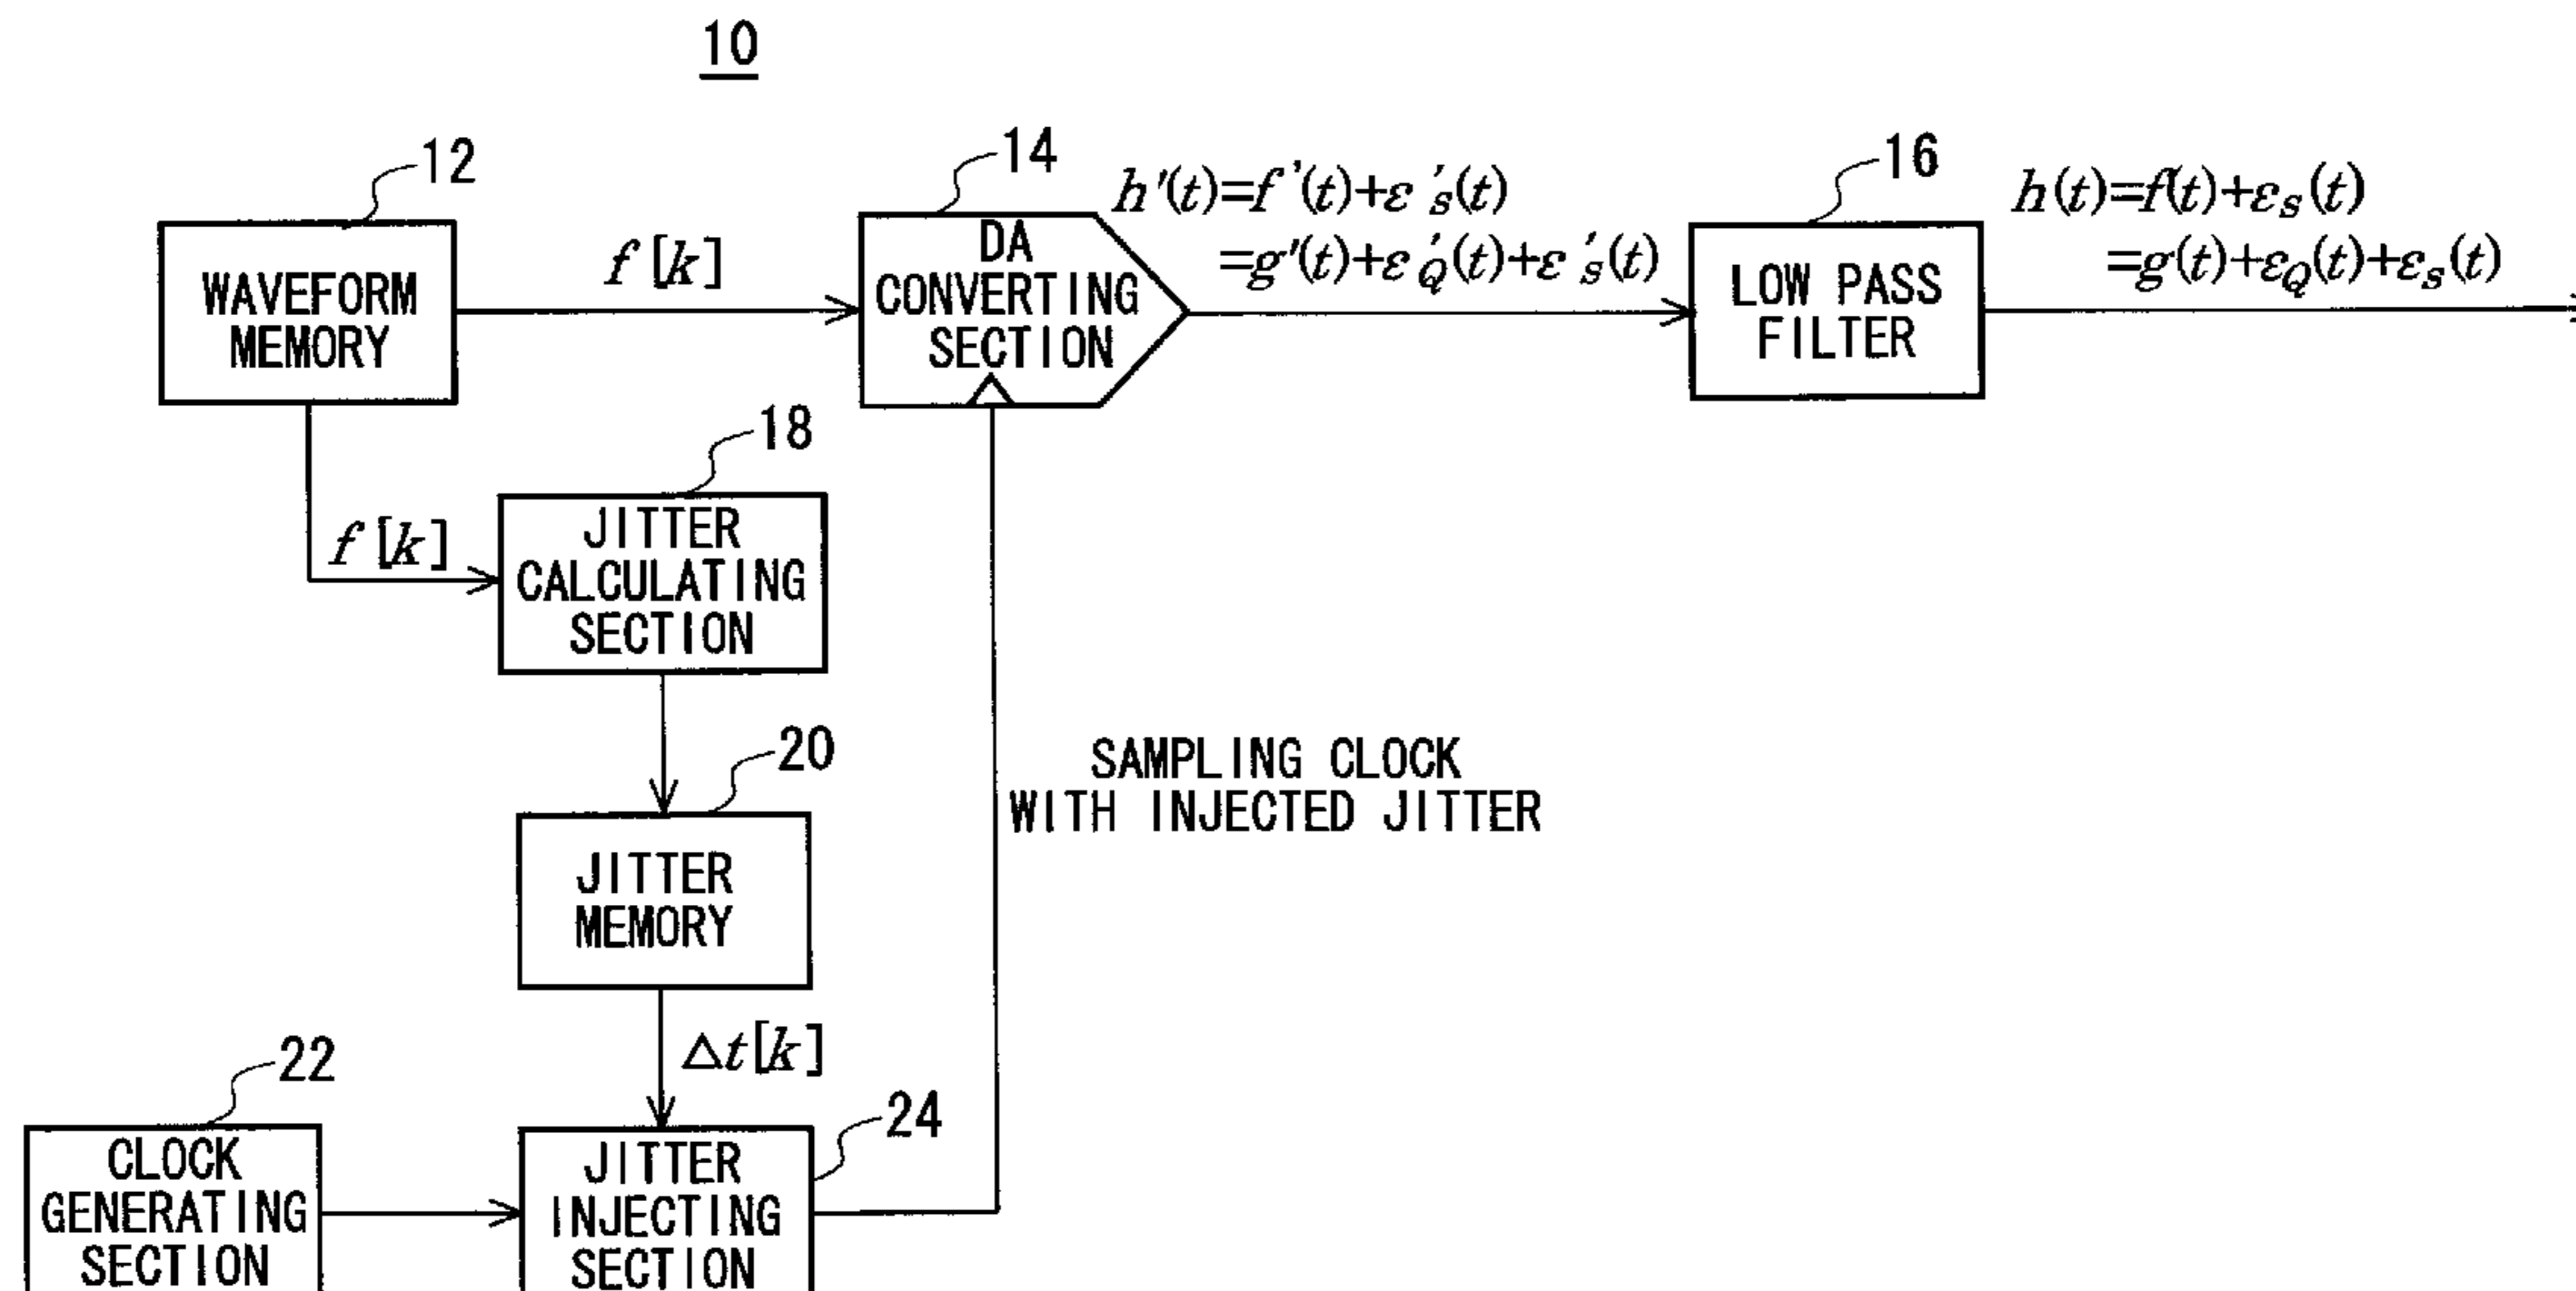 10
12
WAVEFORM
MEMORY
f[k]
14
DA
CONVERTING
SECTION
h'(t)=f'(t)+ε's(t)
=g'(t)+ε'Q(t)+ε's(t)
16
LOW PASS
FILTER
h(t)=f(t)+εs(t)
=g(t)+εQ(t)+εs(t)
f[k]
18
JITTER
CALCULATING
SECTION
20
JITTER
MEMORY
SAMPLING CLOCK
WITH INJECTED JITTER
Δt[k]
22
CLOCK
GENERATING
SECTION
24
JITTER
INJECTING
SECTION